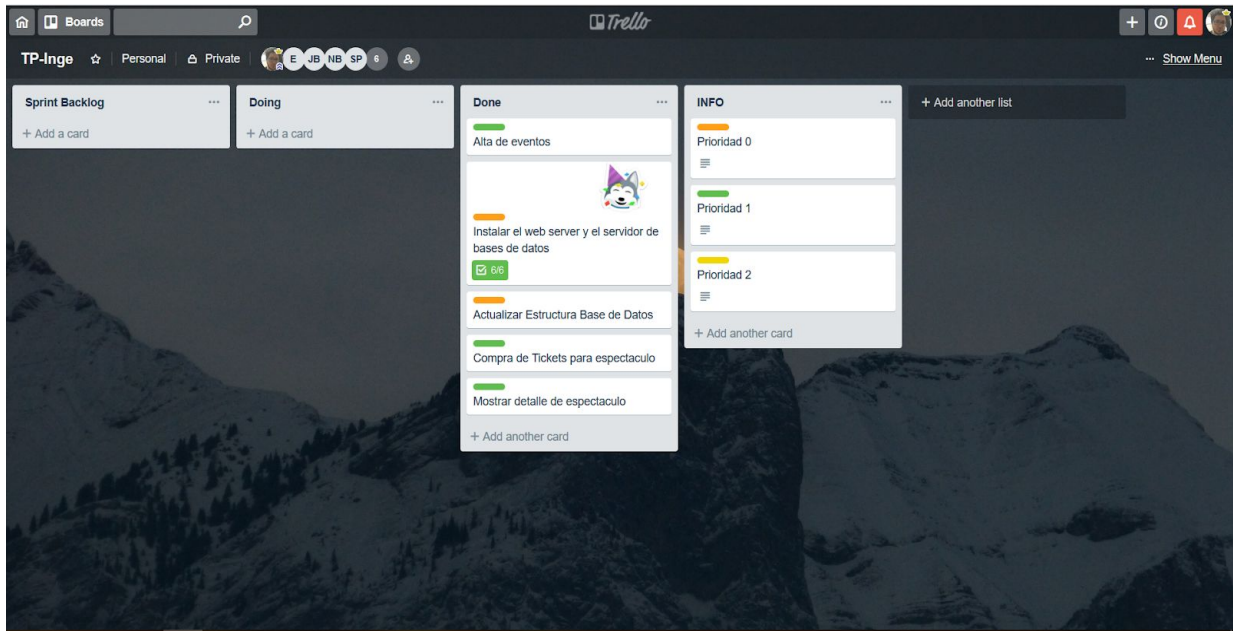 Boards
Trello
TP-Inge
Personal
Private
E JB NB SP 6
Show Menu
Sprint Backlog
+ Add a card
Doing
+ Add a card
Done
Alta de eventos
Instalar el web server y el servidor de
bases de datos
6/6
Actualizar Estructura Base de Datos
Compra de Tickets para espectaculo
Mostrar detalle de espectaculo
+ Add another card
INFO
Prioridad 0
Prioridad 1
Prioridad 2
+ Add another card
+ Add another list